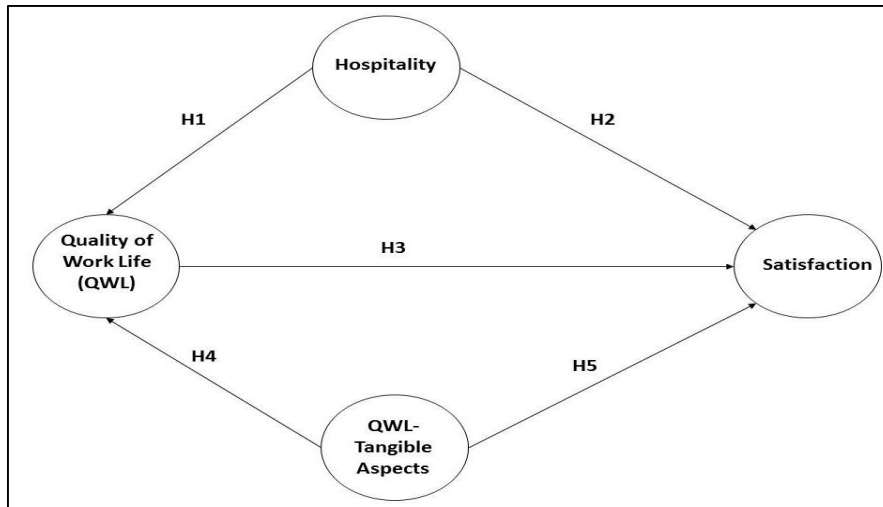 Hospitality
H1
H2
Quality of
Work Life
(QWL)
H3
Satisfaction
H4
H5
QWL-
Tangible
Aspects